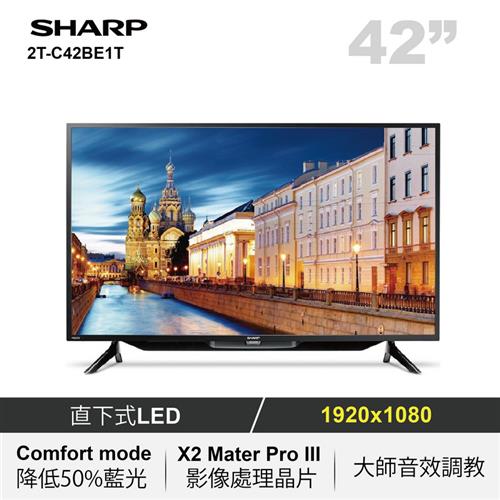 SHARP
2T-C42BE1T
42”
SHARP
直下式LED
1920x1080
Comfort mode
降低50%藍光
X2 Mater Pro III
影像處理晶片
大師音效調教